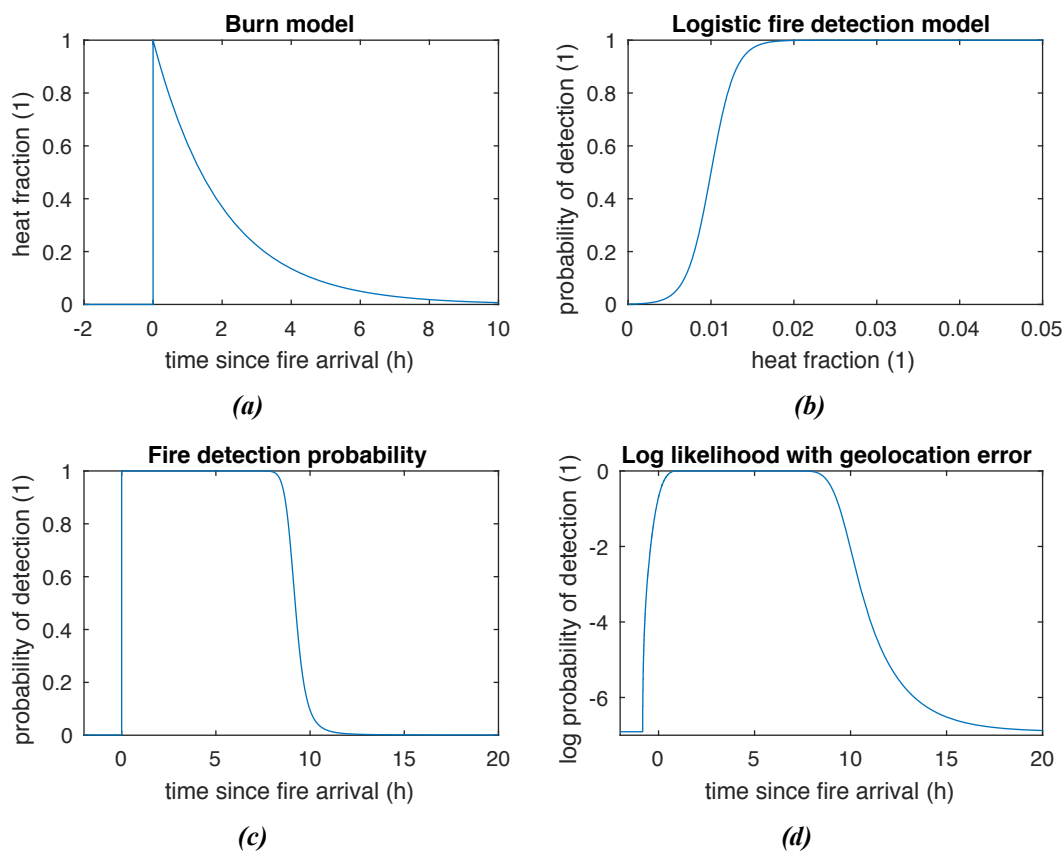 Burn model
1
0.8
0.6
0.4
0.2
0
heat fraction (1)
-2 0 2 4 6 8 10
time since fire arrival (h)
(a)
Logistic fire detection model
1
0.8
0.6
0.4
0.2
0
probability of detection (1)
0 0.01 0.02 0.03 0.04 0.05
heat fraction (1)
(b)
Fire detection probability
1
0.8
0.6
0.4
0.2
0
probability of detection (1)
0 5 10 15 20
time since fire arrival (h)
(c)
Log likelihood with geolocation error
0
-2
-4
-6
log probability of detection (1)
0 5 10 15 20
time since fire arrival (h)
(d)